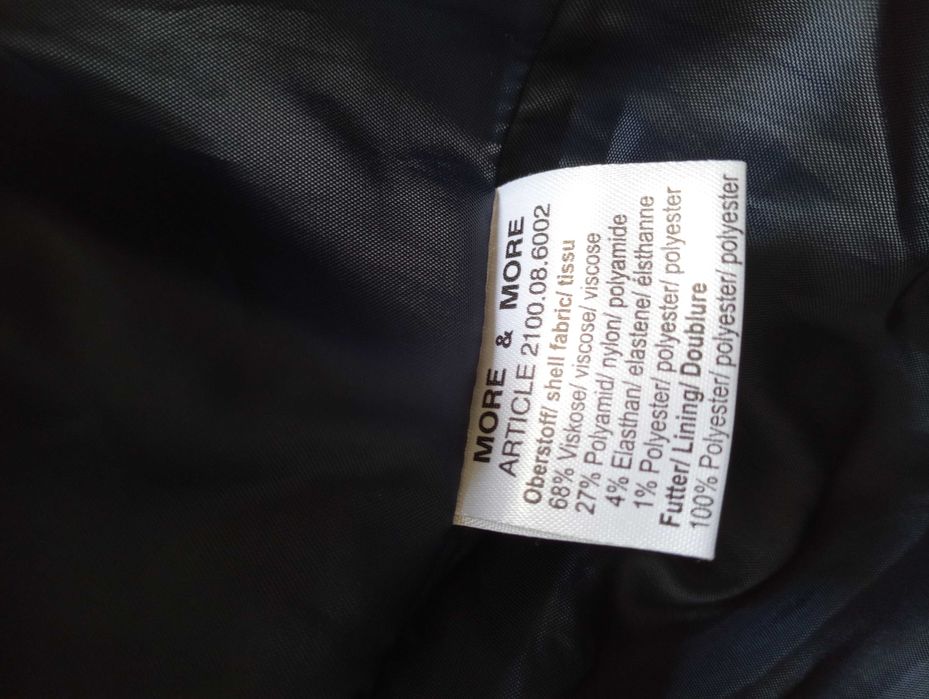 MORE & MORE
ARTICLE 2100.08.6002
Oberstoff/ shell fabric/ tissu
68% Viskose/ viscose/ viscose
27% Polyamid/ nylon/ polyamide
4% Elasthan/ elastene/ élsthanne
1% Polyester/ polyester/ polyester
Futter/ Lining/ Doublure
100% Polyester/ polyester/ polyester